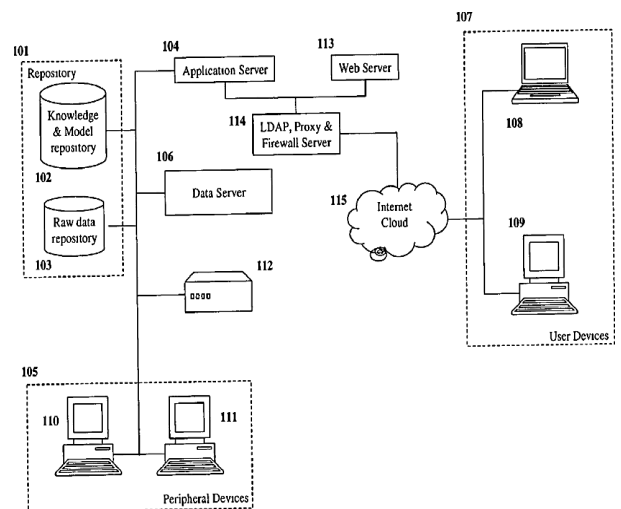 101
Repository
Knowledge
& Model
repository
102
Raw data
repository
103
104
Application Server
113
Web Server
114
LDAP, Proxy &
Firewall Server
106
Data Server
115
Internet
Cloud
112
107
108
109
User Devices
105
110
111
Peripheral Devices